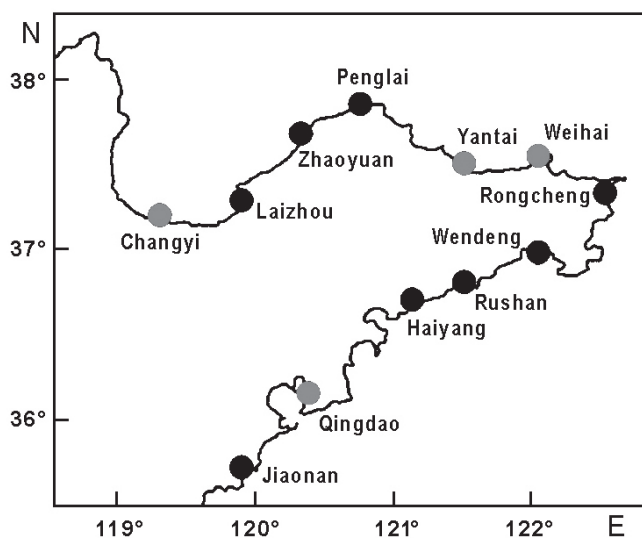 N
38°
37°
36°
Penglai
Yantai
Weihai
Zhaoyuan
Rongcheng
Laizhou
Changyi
Wendeng
Rushan
Haiyang
Qingdao
Jiaonan
119°
120°
121°
122°
E